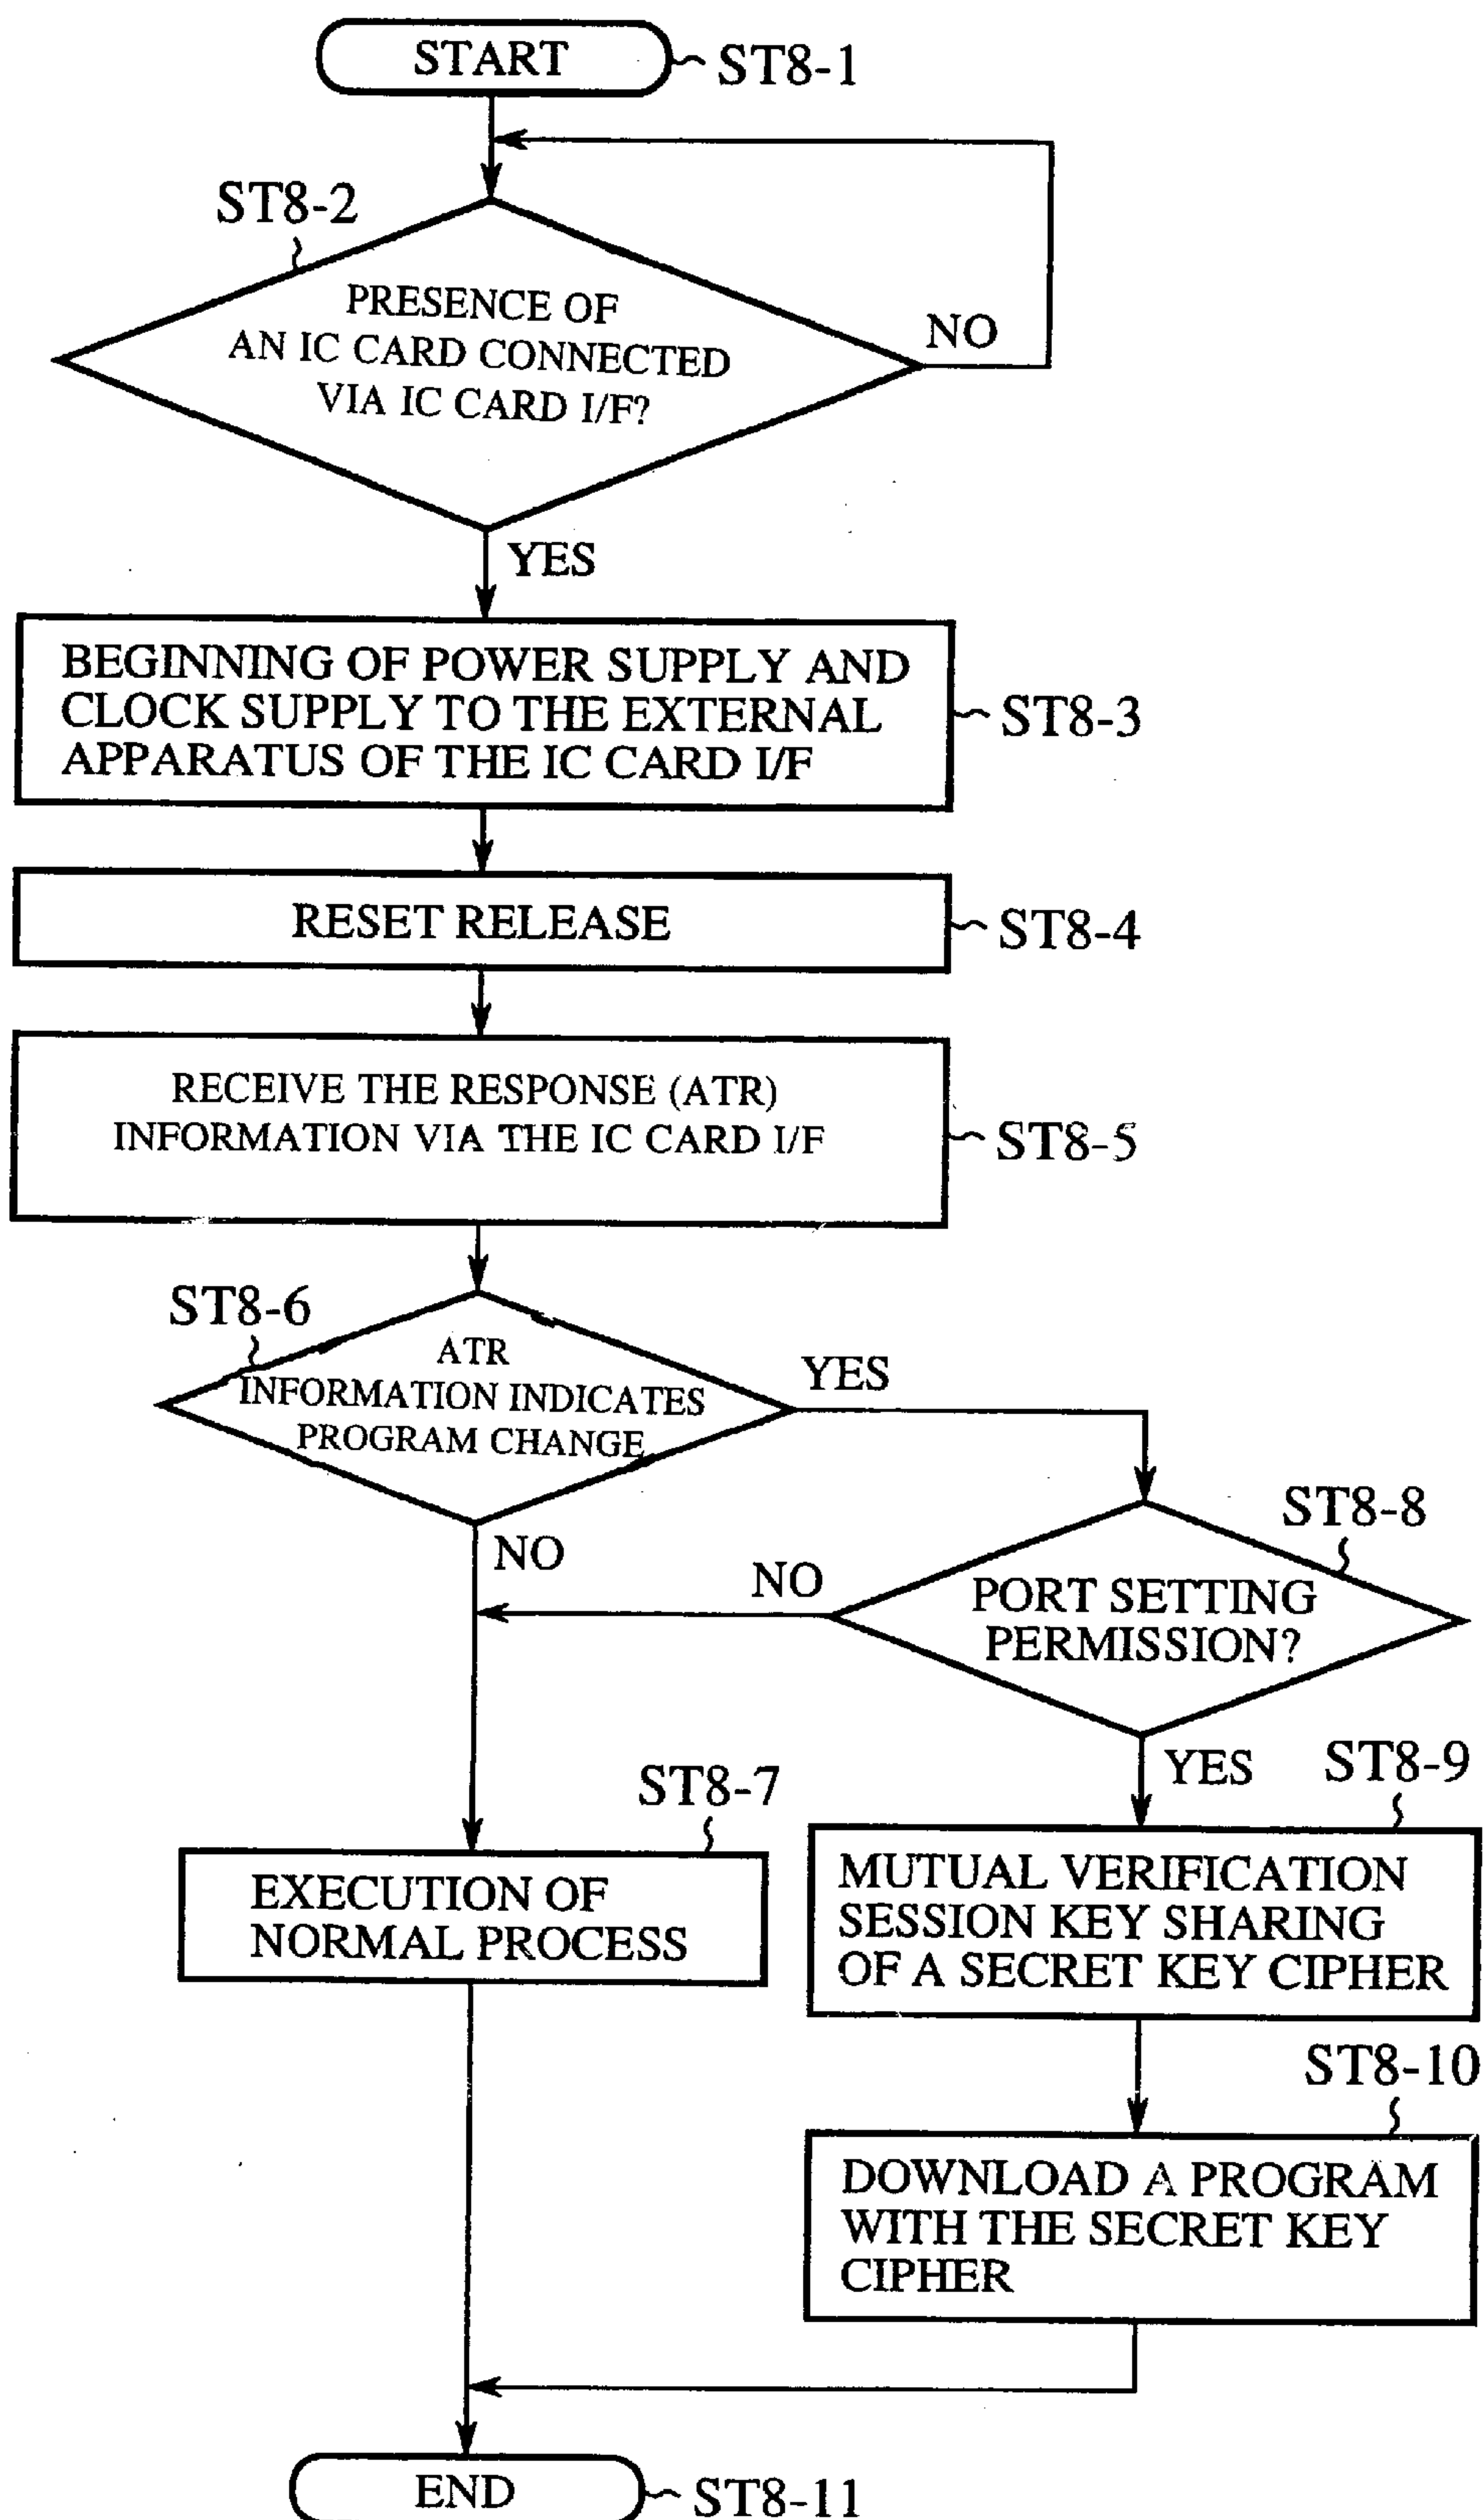 START
ST8-1
ST8-2
PRESENCE OF
AN IC CARD CONNECTED
VIA IC CARD I/F?
NO
YES
BEGINNING OF POWER SUPPLY AND
CLOCK SUPPLY TO THE EXTERNAL
APPARATUS OF THE IC CARD I/F
ST8-3
RESET RELEASE
ST8-4
RECEIVE THE RESPONSE (ATR)
INFORMATION VIA THE IC CARD I/F
ST8-5
ST8-6
ATR
INFORMATION INDICATES
PROGRAM CHANGE
YES
NO
ST8-8
PORT SETTING
PERMISSION?
NO
YES
ST8-7
EXECUTION OF
NORMAL PROCESS
ST8-9
MUTUAL VERIFICATION
SESSION KEY SHARING
OF A SECRET KEY CIPHER
ST8-10
DOWNLOAD A PROGRAM
WITH THE SECRET KEY
CIPHER
END
ST8-11